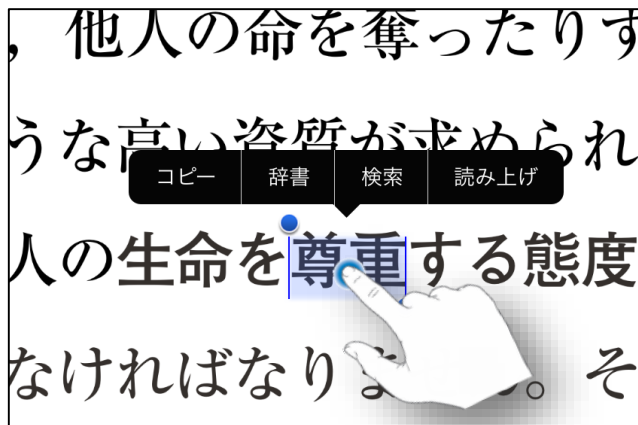 ，他人の命を奪ったりす
うな高い資質が求められ
コピー 辞書 検索 読み上げ
人の生命を尊重する態度
なければなりま 。そ